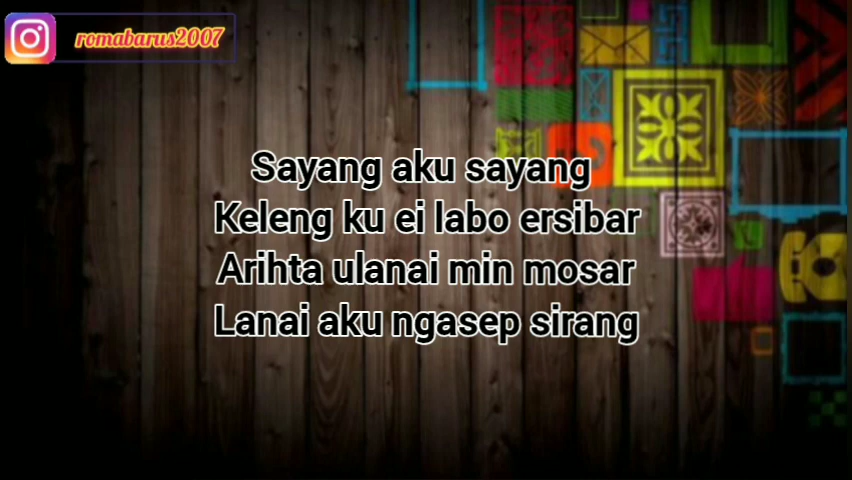 romabarus2007
Sayang aku sayang
Keleng ku ei labo ersibar
Arihta ulanai min mosar
Lanai aku ngasep sirang